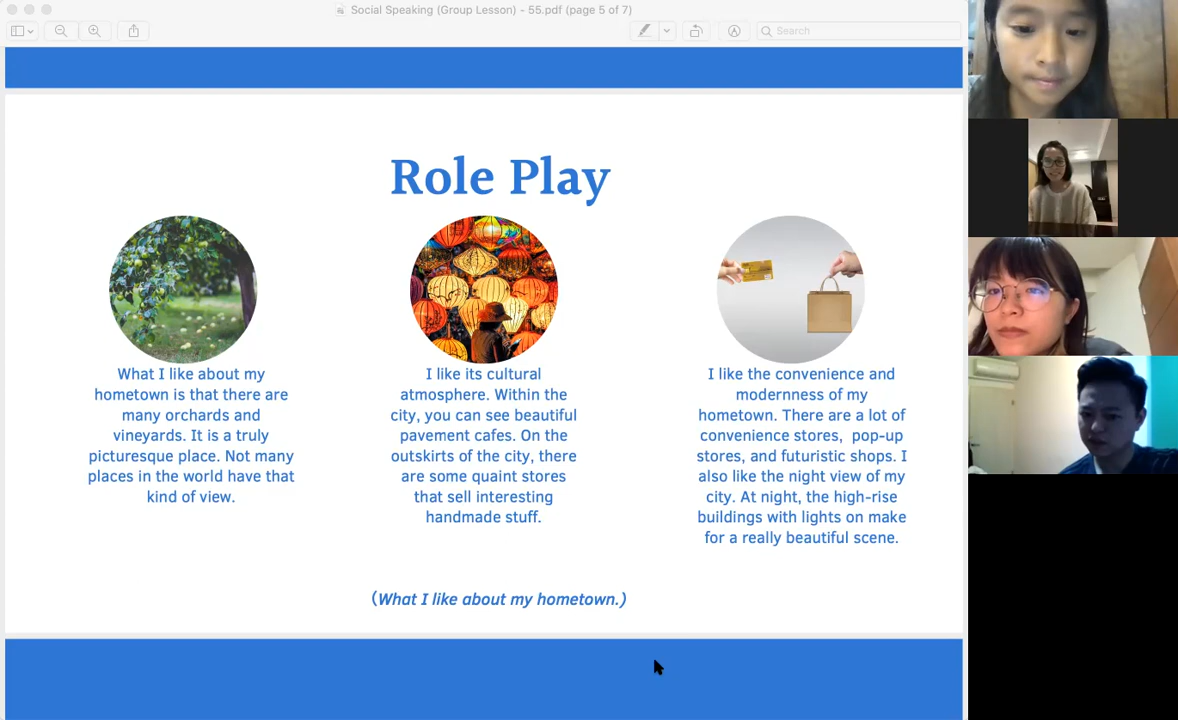 Social Speaking (Group Lesson) - 55.pdf (page 5 of 7)
Search
Role Play
What I like about my
hometown is that there are
many orchards and
vineyards. It is a truly
picturesque place. Not many
places in the world have that
kind of view.
I like its cultural
atmosphere. Within the
city, you can see beautiful
pavement cafes. On the
outskirts of the city, there
are some quaint stores
that sell interesting
handmade stuff.
I like the convenience and
modernness of my
hometown. There are a lot of
convenience stores, pop-up
stores, and futuristic shops. I
also like the night view of my
city. At night, the high-rise
buildings with lights on make
for a really beautiful scene.
(What I like about my hometown.)